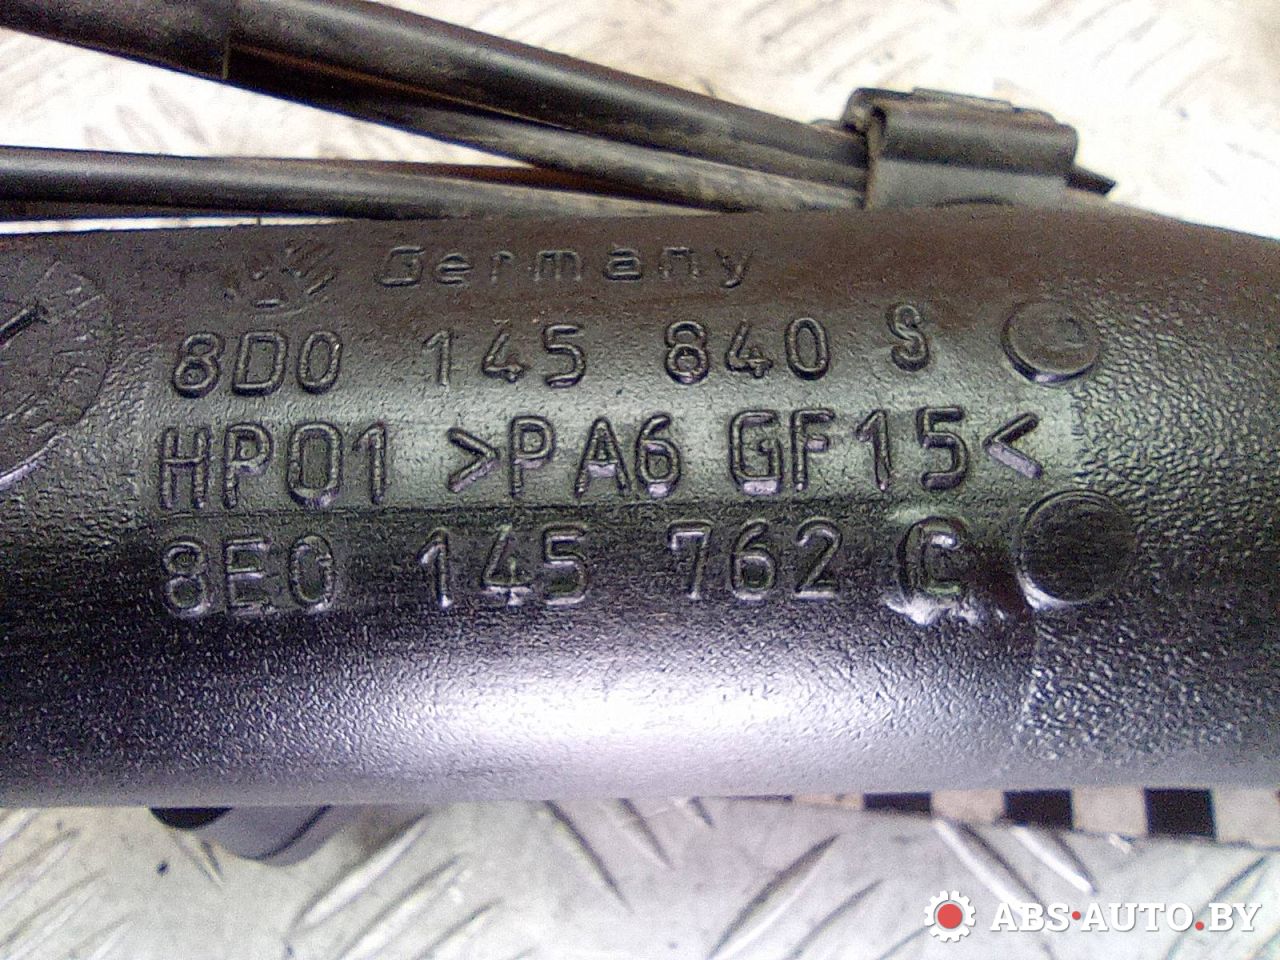 Germany
8D0 145 840 S
HP01 >PA6 GF15<
8E0 145 762 C
ABS-AUTO.BY